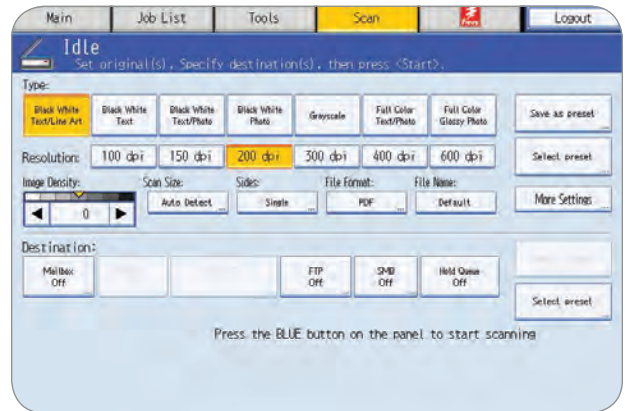 Main Job List Tools Scan Fiery Logout
Idle
Set original(s). Specify destination(s). then press <Start>.
Type:
Black White Text/Line Art
Black White Text
Black White Text/Photo
Black White Photo
Grayscale
Full Color Text/Photo
Full Color Glossy Photo
Save as preset
Resolution: 100 dpi 150 dpi 200 dpi 300 dpi 400 dpi 600 dpi Select preset
Image Density: Scan Size: Sides: File Format: File Name:
0 Auto Detect Single PDF Default More Settings
Destination:
Mailbox Off
FTP Off
SMB Off
Hold Queue Off
Select preset
Press the BLUE button on the panel to start scanning